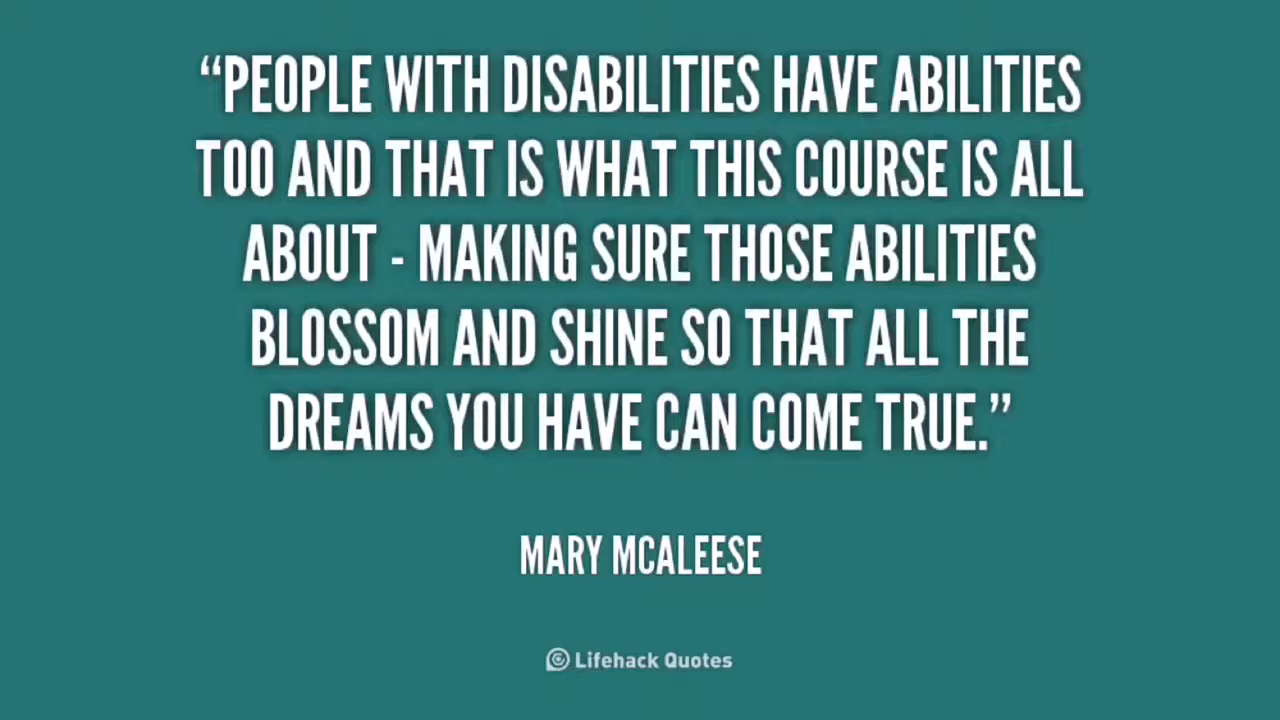 “PEOPLE WITH DISABILITIES HAVE ABILITIES
TOO AND THAT IS WHAT THIS COURSE IS ALL
ABOUT - MAKING SURE THOSE ABILITIES
BLOSSOM AND SHINE SO THAT ALL THE
DREAMS YOU HAVE CAN COME TRUE.”
MARY MCALEESE
Lifehack Quotes